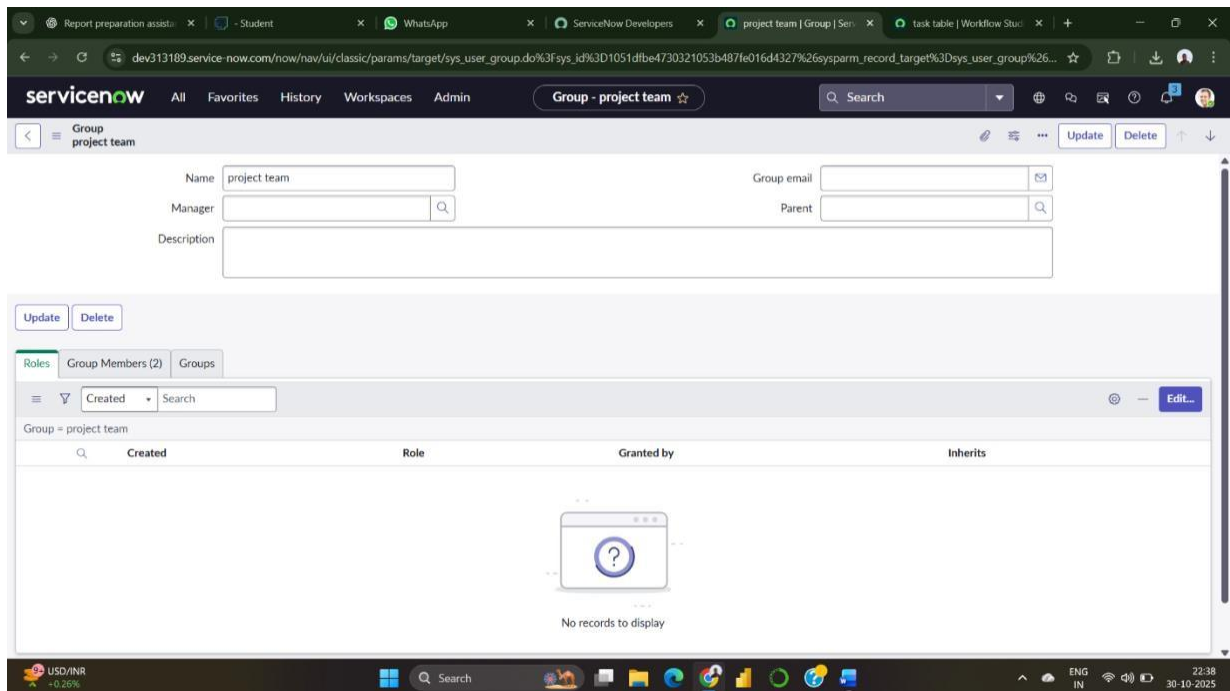 Report preparation assista
- Student
WhatsApp
ServiceNow Developers
project team | Group | Ser
task table | Workflow Stud
dev313189.service-now.com/now/nav/ui/classic/params/target/sys_user_group.do%3Fsys_id%3D1051dfbe4730321053b487fe016d4327%26sysparm_record_target%3Dsys_user_group%26...
servicenow All Favorites History Workspaces Admin Group - project team Search 3
Group
project team
Update Delete
Name project team Group email
Manager Parent
Description
Update Delete
Roles Group Members (2) Groups
Created Search Edit...
Group = project team
Created Role Granted by Inherits
?
No records to display
9+ USD/INR
+0.26%
Search
ENG
IN
22:38
30-10-2025